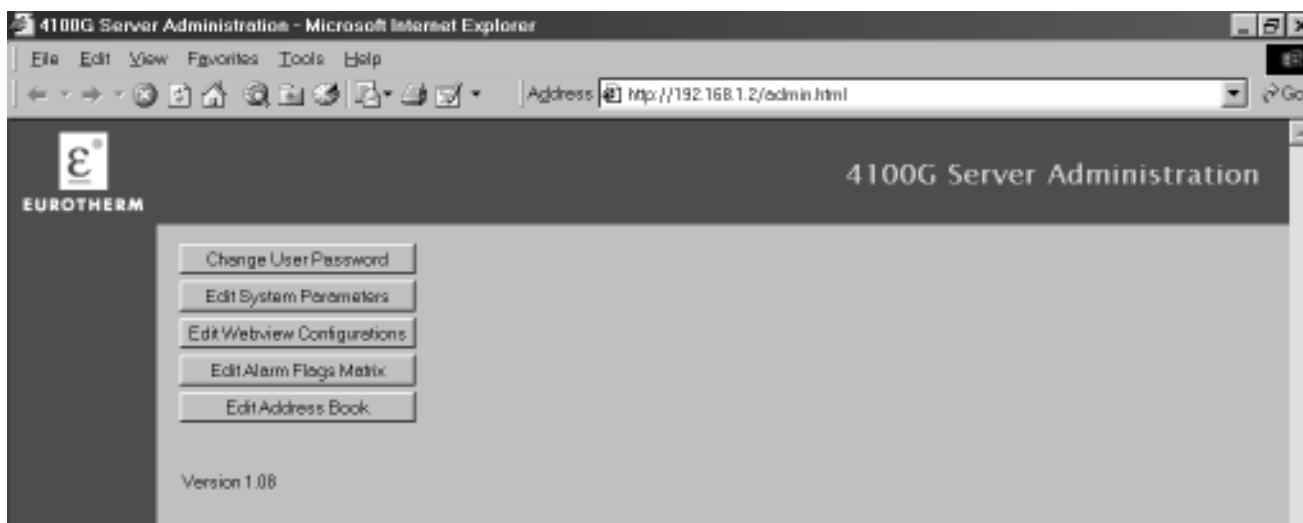 4100G Server Administration - Microsoft Internet Explorer
File Edit View Favorites Tools Help
Address http://192.168.1.2/admin.html Go
ε
EUROTHERM
4100G Server Administration
Change User Password
Edit System Parameters
Edit Webview Configurations
Edit Alarm Flags Matrix
Edit Address Book
Version 1.08